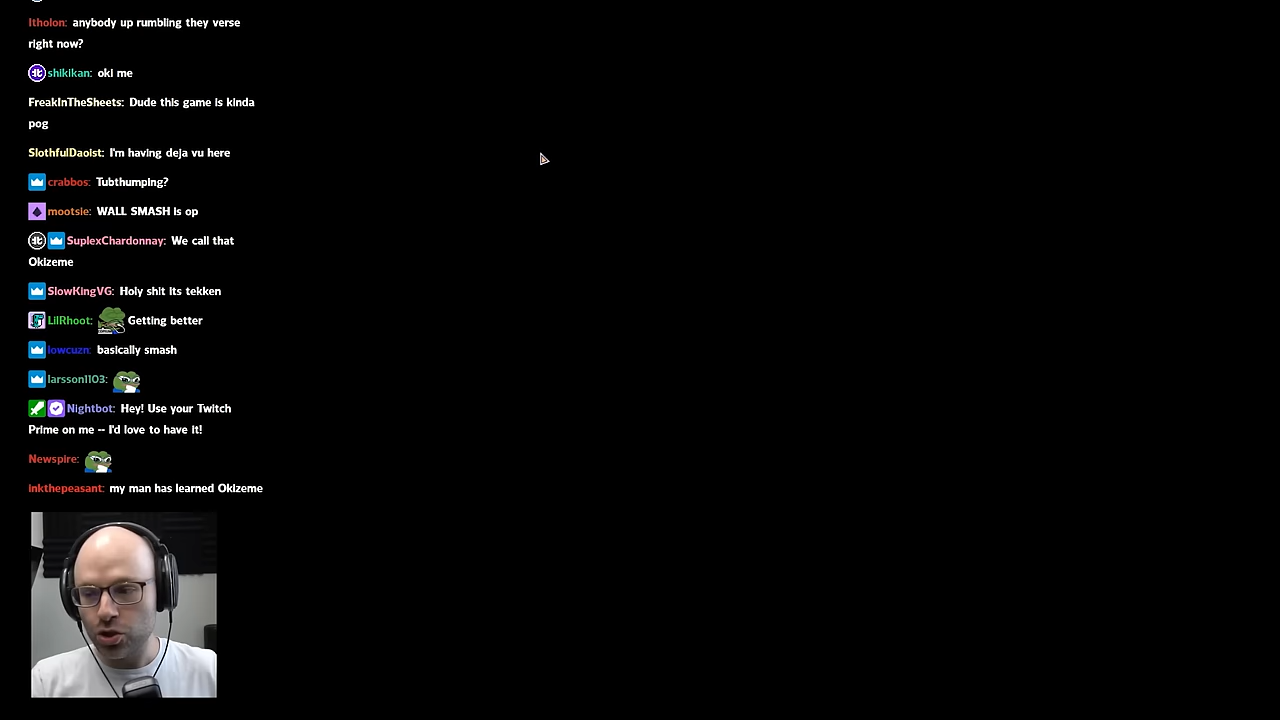 Itholon: anybody up rumbling they verse
right now?
shikikan: oki me
FreakInTheSheets: Dude this game is kinda
pog
SlothfulDaoist: I'm having deja vu here
crabbos: Tubthumping?
mootsie: WALL SMASH is op
SuplexChardonnay: We call that
Okizeme
SlowKingVG: Holy shit its tekken
LilRhoot: Getting better
lowcuzn: basically smash
larsson1103:
Nightbot: Hey! Use your Twitch
Prime on me -- I'd love to have it!
Newspire:
inkthepeasant: my man has learned Okizeme